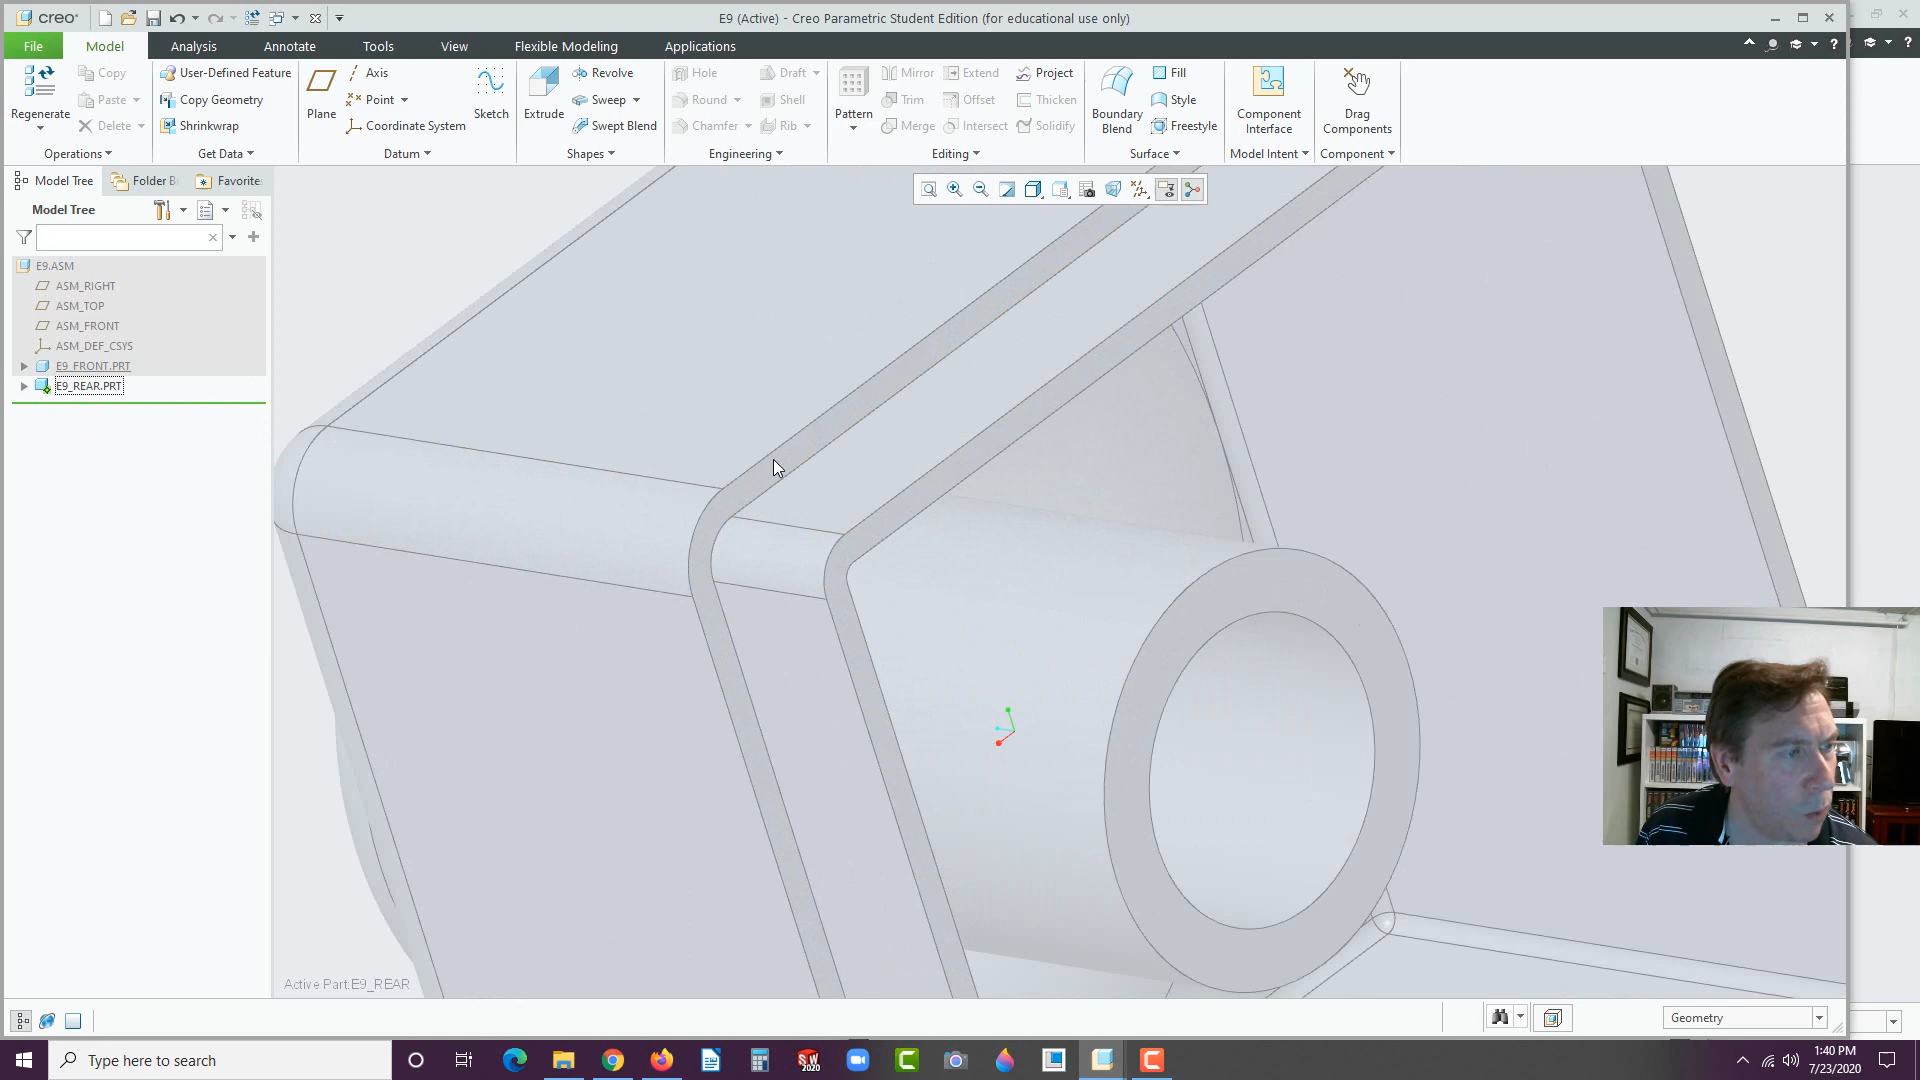 creo
E9 (Active) - Creo Parametric Student Edition (for educational use only)
File
Model
Analysis
Annotate
Tools
View
Flexible Modeling
Applications
Regenerate
Copy
Paste
Delete
Operations
User-Defined Feature
Copy Geometry
Shrinkwrap
Get Data
Plane
Axis
Point
Coordinate System
Sketch
Datum
Extrude
Revolve
Sweep
Swept Blend
Shapes
Hole
Round
Chamfer
Draft
Shell
Rib
Engineering
Pattern
Mirror
Trim
Merge
Extend
Offset
Intersect
Project
Thicken
Solidify
Editing
Boundary
Blend
Fill
Style
Freestyle
Surface
Component
Interface
Model Intent
Drag
Components
Component
Model Tree
Folder B
Favorite
Model Tree
E9.ASM
ASM_RIGHT
ASM_TOP
ASM_FRONT
ASM_DEF_CSYS
E9_FRONT.PRT
E9_REAR.PRT
Active Part:E9_REAR
Geometry
Type here to search
SW
2020
1:40 PM
7/23/2020